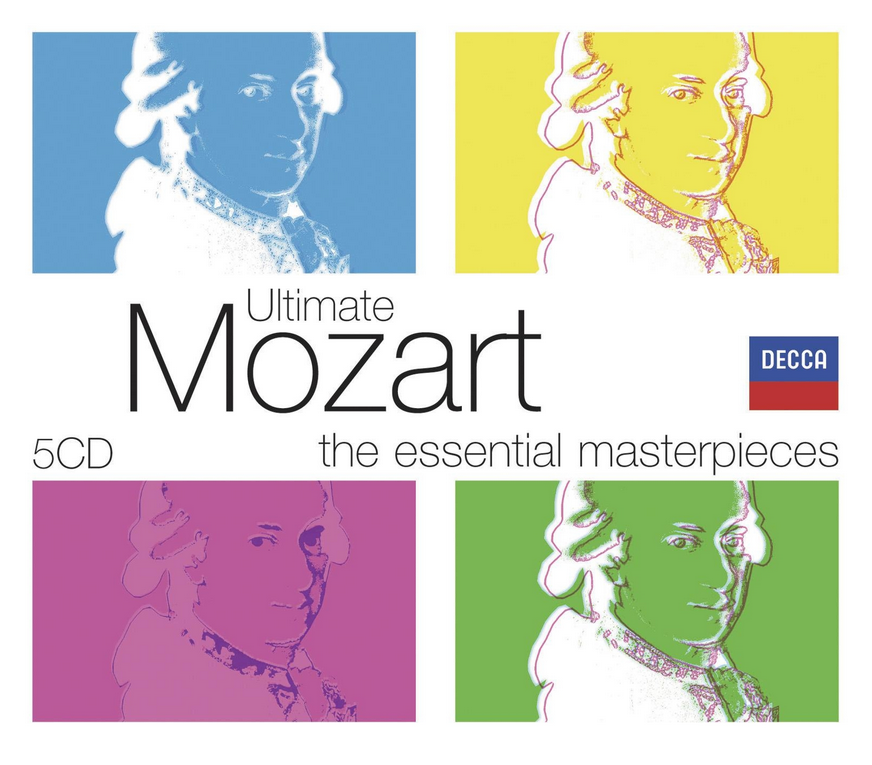 Ultimate
Mozart
DECCA
5CD
the essential masterpieces